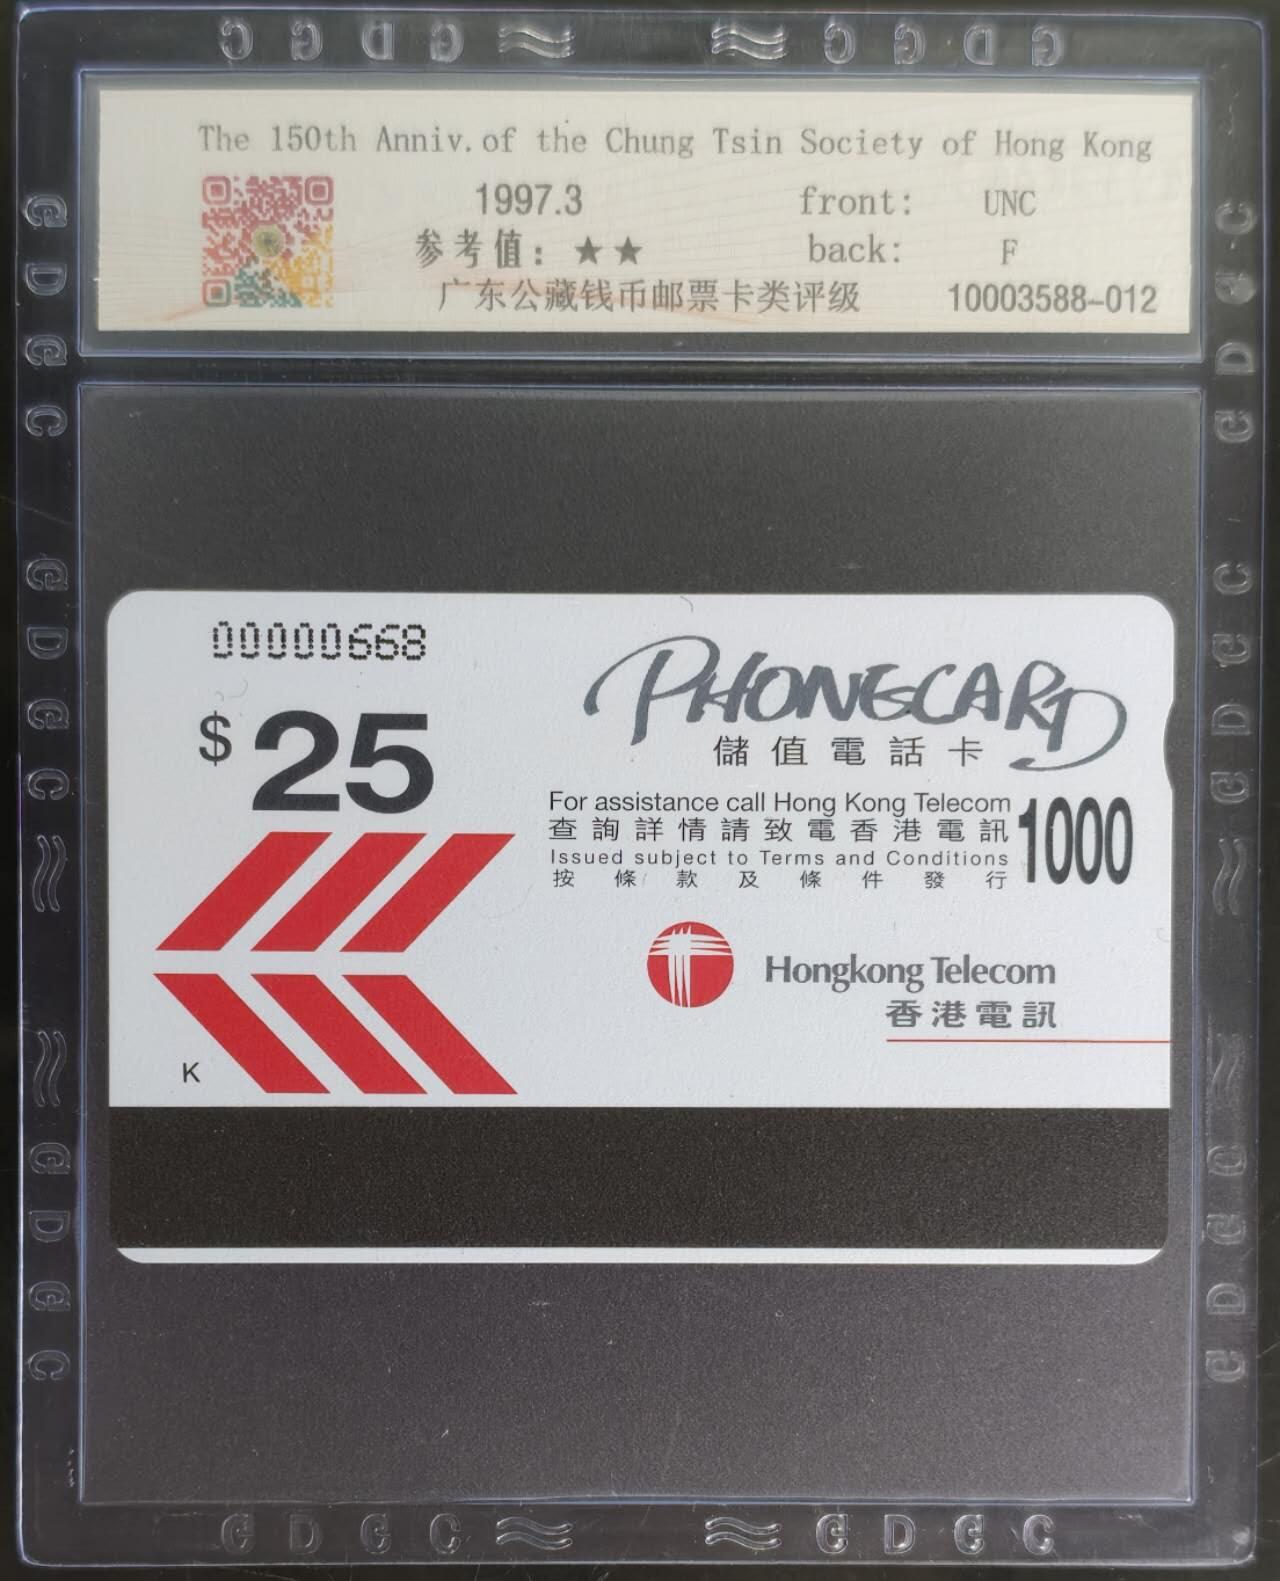 G D G C
C G D G
The 150th Anniv. of the Chung Tsin Society of Hong Kong
1997.3 front: UNC
参考值：★★ back: F
广东公藏钱币邮票卡类评级 10003588-012
00000668
$25
PHONECARD
儲值電話卡
For assistance call Hong Kong Telecom
查詢詳情請致電香港電訊
Issued subject to Terms and Conditions
按條款及條件發行
1000
Hongkong Telecom
香港電訊
K
G D G C
G D G C